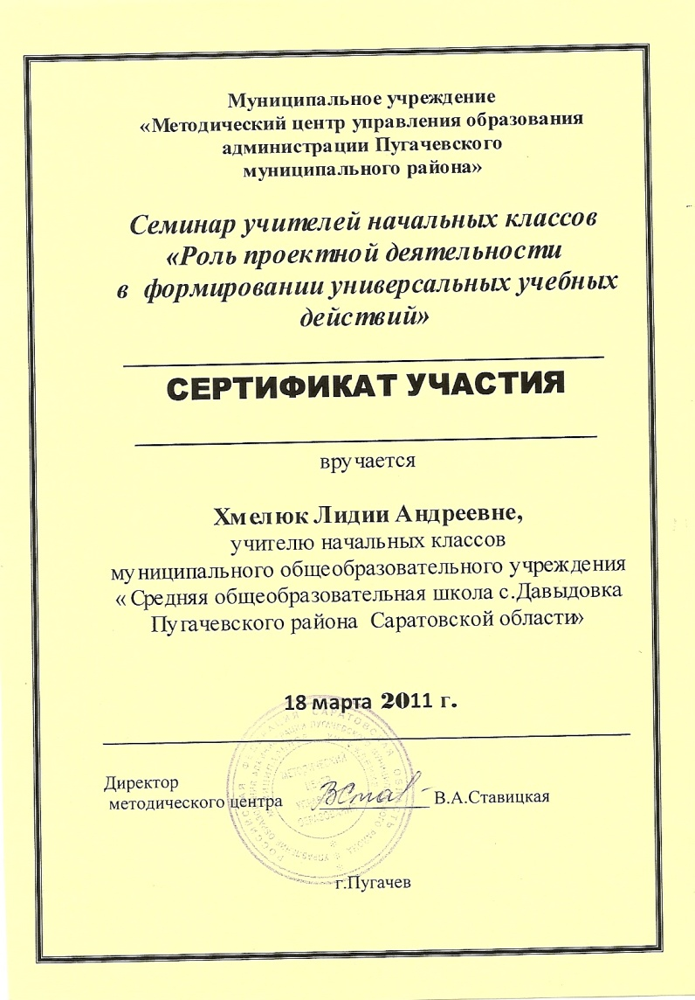 Муниципальное учреждение
«Методический центр управления образования
администрации Пугачевского
муниципального района»
Семинар учителей начальных классов
«Роль проектной деятельности
в формировании универсальных учебных
действий»
СЕРТИФИКАТ УЧАСТИЯ
вручается
Хмелюк Лидии Андреевне,
учителю начальных классов
муниципального общеобразовательного учреждения
« Средняя общеобразовательная школа с.Давыдовка
Пугачевского района Саратовской области»
18 марта 2011 г.
Директор
методического центра В.А.Ставицкая
г.Пугачев